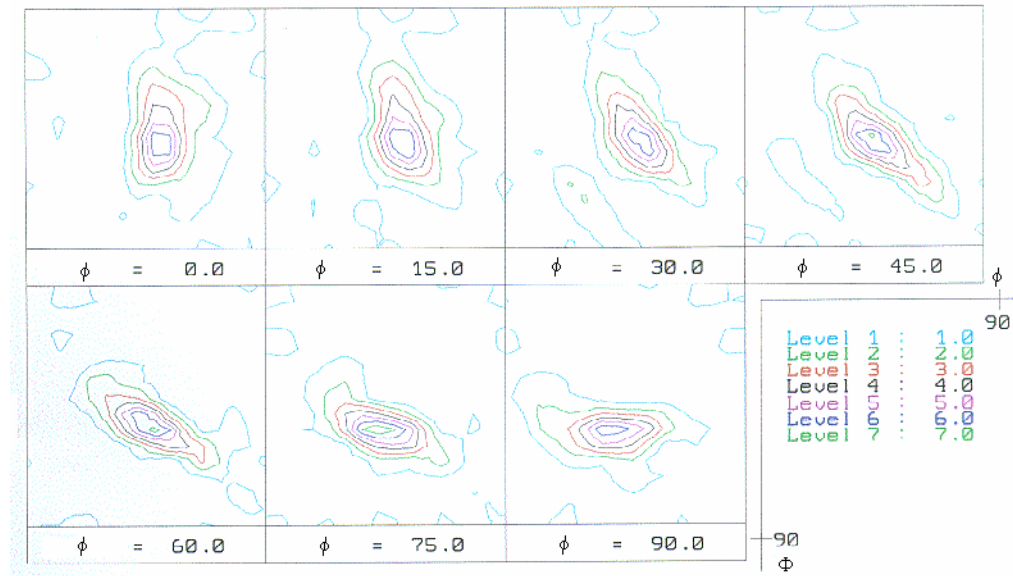 ϕ = 0.0 ϕ = 15.0 ϕ = 30.0 ϕ = 45.0
ϕ
90
Level 1 : 1.0
Level 2 : 2.0
Level 3 : 3.0
Level 4 : 4.0
Level 5 : 5.0
Level 6 : 6.0
Level 7 : 7.0
ϕ = 60.0 ϕ = 75.0 ϕ = 90.0
90
Φ